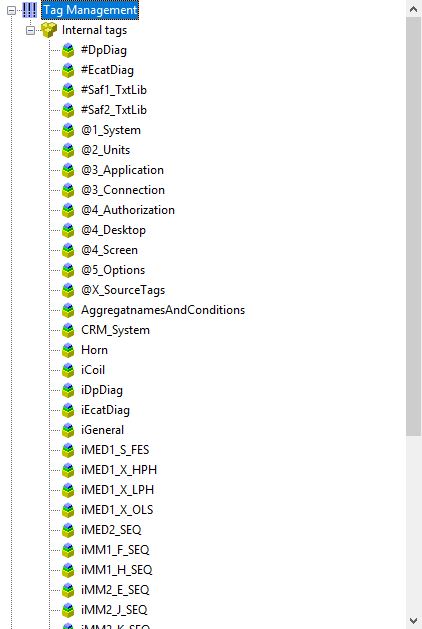 Tag Management
Internal tags
#DpDiag
#EcatDiag
#Saf1_TxtLib
#Saf2_TxtLib
@1_System
@2_Units
@3_Application
@3_Connection
@4_Authorization
@4_Desktop
@4_Screen
@5_Options
@X_SourceTags
AggregatnamesAndConditions
CRM_System
Horn
iCoil
iDpDiag
iEcatDiag
iGeneral
iMED1_S_FES
iMED1_X_HPH
iMED1_X_LPH
iMED1_X_OLS
iMED2_SEQ
iMM1_F_SEQ
iMM1_H_SEQ
iMM2_E_SEQ
iMM2_J_SEQ